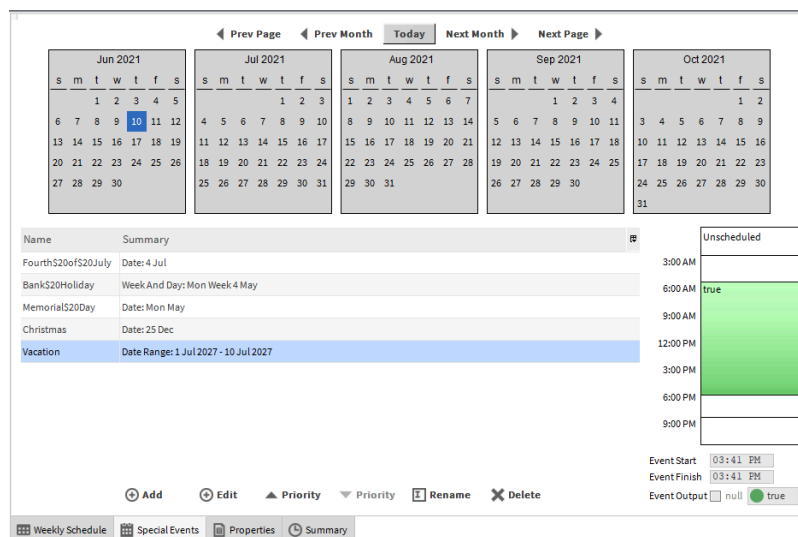 Prev Page Prev Month Today Next Month Next Page
Jun 2021 Jul 2021 Aug 2021 Sep 2021 Oct 2021
s m t w t f s s m t w t f s s m t w t f s s m t w t f s s m t w t f s
1 2 3 4 5 1 2 3 1 2 3 4 5 6 7 1 2 3 4 1 2
6 7 8 9 10 11 12 4 5 6 7 8 9 10 8 9 10 11 12 13 14 5 6 7 8 9 10 11 3 4 5 6 7 8 9
13 14 15 16 17 18 19 11 12 13 14 15 16 17 15 16 17 18 19 20 21 12 13 14 15 16 17 18 10 11 12 13 14 15 16
20 21 22 23 24 25 26 18 19 20 21 22 23 24 22 23 24 25 26 27 28 19 20 21 22 23 24 25 17 18 19 20 21 22 23
27 28 29 30 25 26 27 28 29 30 31 29 30 31 26 27 28 29 30 24 25 26 27 28 29 30
31
Name Summary
Fourth$20of$20July Date: 4 Jul
Bank$20Holiday Week And Day: Mon Week 4 May
Memorial$20Day Date: Mon May
Christmas Date: 25 Dec
Vacation Date Range: 1 Jul 2027 - 10 Jul 2027
Unscheduled
3:00 AM
6:00 AM true
9:00 AM
12:00 PM
3:00 PM
6:00 PM
9:00 PM
Event Start 03:41 PM
Event Finish 03:41 PM
Event Output null true
Add Edit Priority Priority Rename Delete
Weekly Schedule Special Events Properties Summary